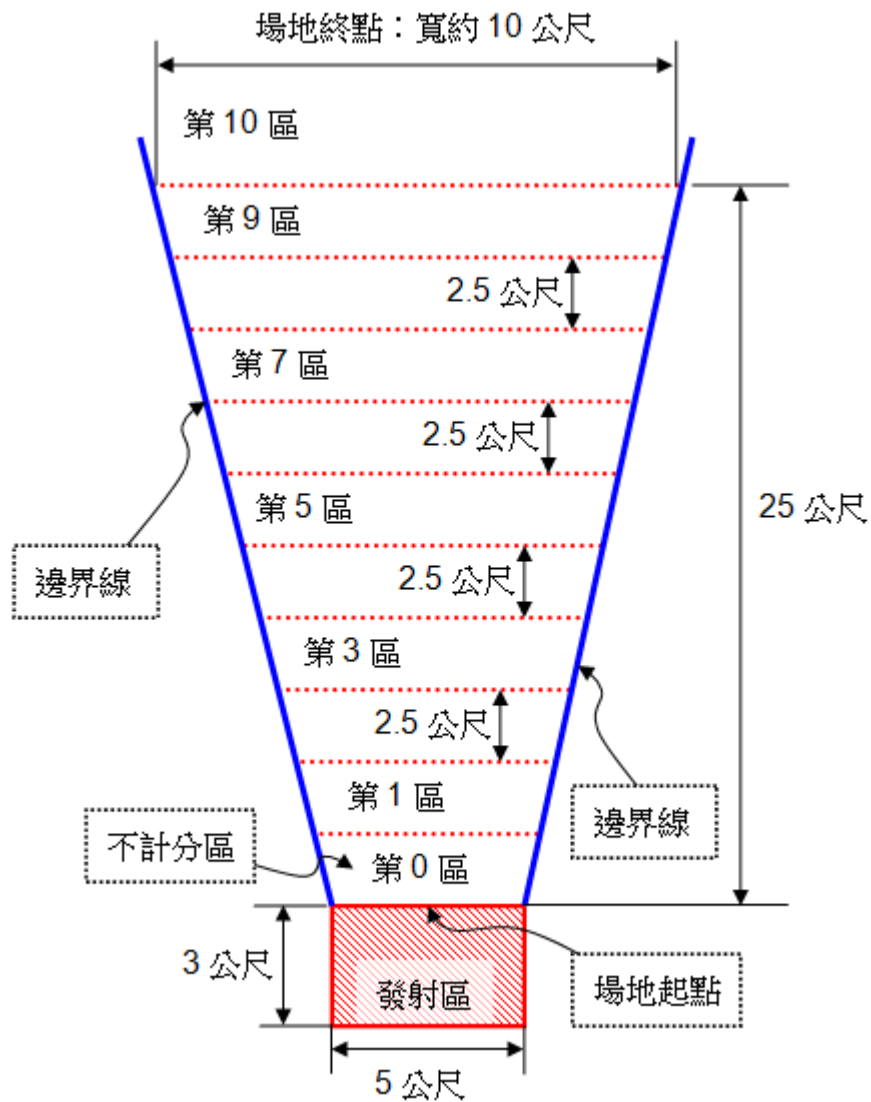 場地終點：寬約 10 公尺
第 10 區
第 9 區
2.5 公尺
第 7 區
2.5 公尺
第 5 區
25 公尺
邊界線
2.5 公尺
第 3 區
2.5 公尺
第 1 區
邊界線
不計分區
第 0 區
3 公尺
發射區
場地起點
5 公尺